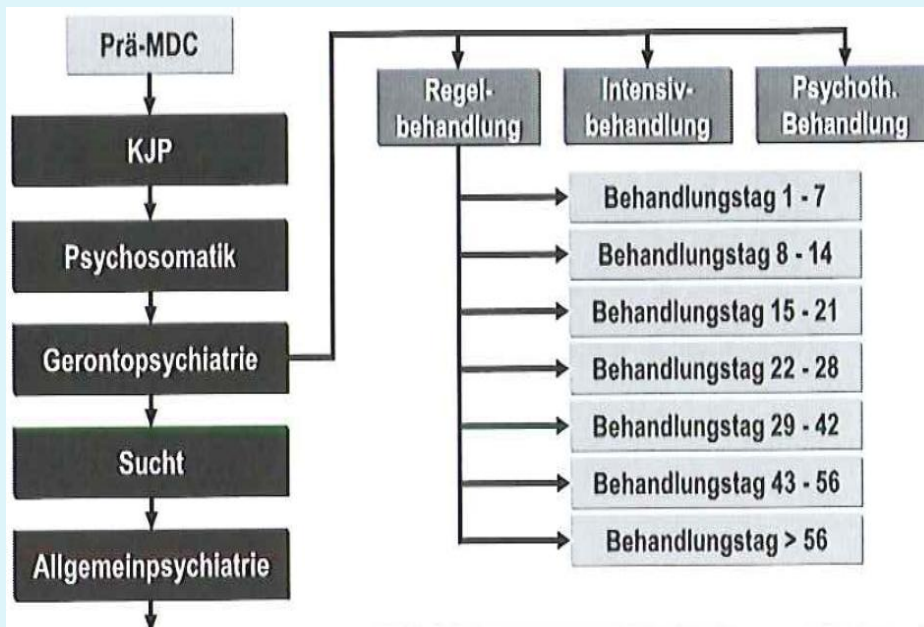 Prä-MDC
KJP
Psychosomatik
Gerontopsychiatrie
Sucht
Allgemeinpsychiatrie
Regel-
behandlung
Intensiv-
behandlung
Psychoth.
Behandlung
Behandlungstag 1 - 7
Behandlungstag 8 - 14
Behandlungstag 15 - 21
Behandlungstag 22 - 28
Behandlungstag 29 - 42
Behandlungstag 43 - 56
Behandlungstag > 56